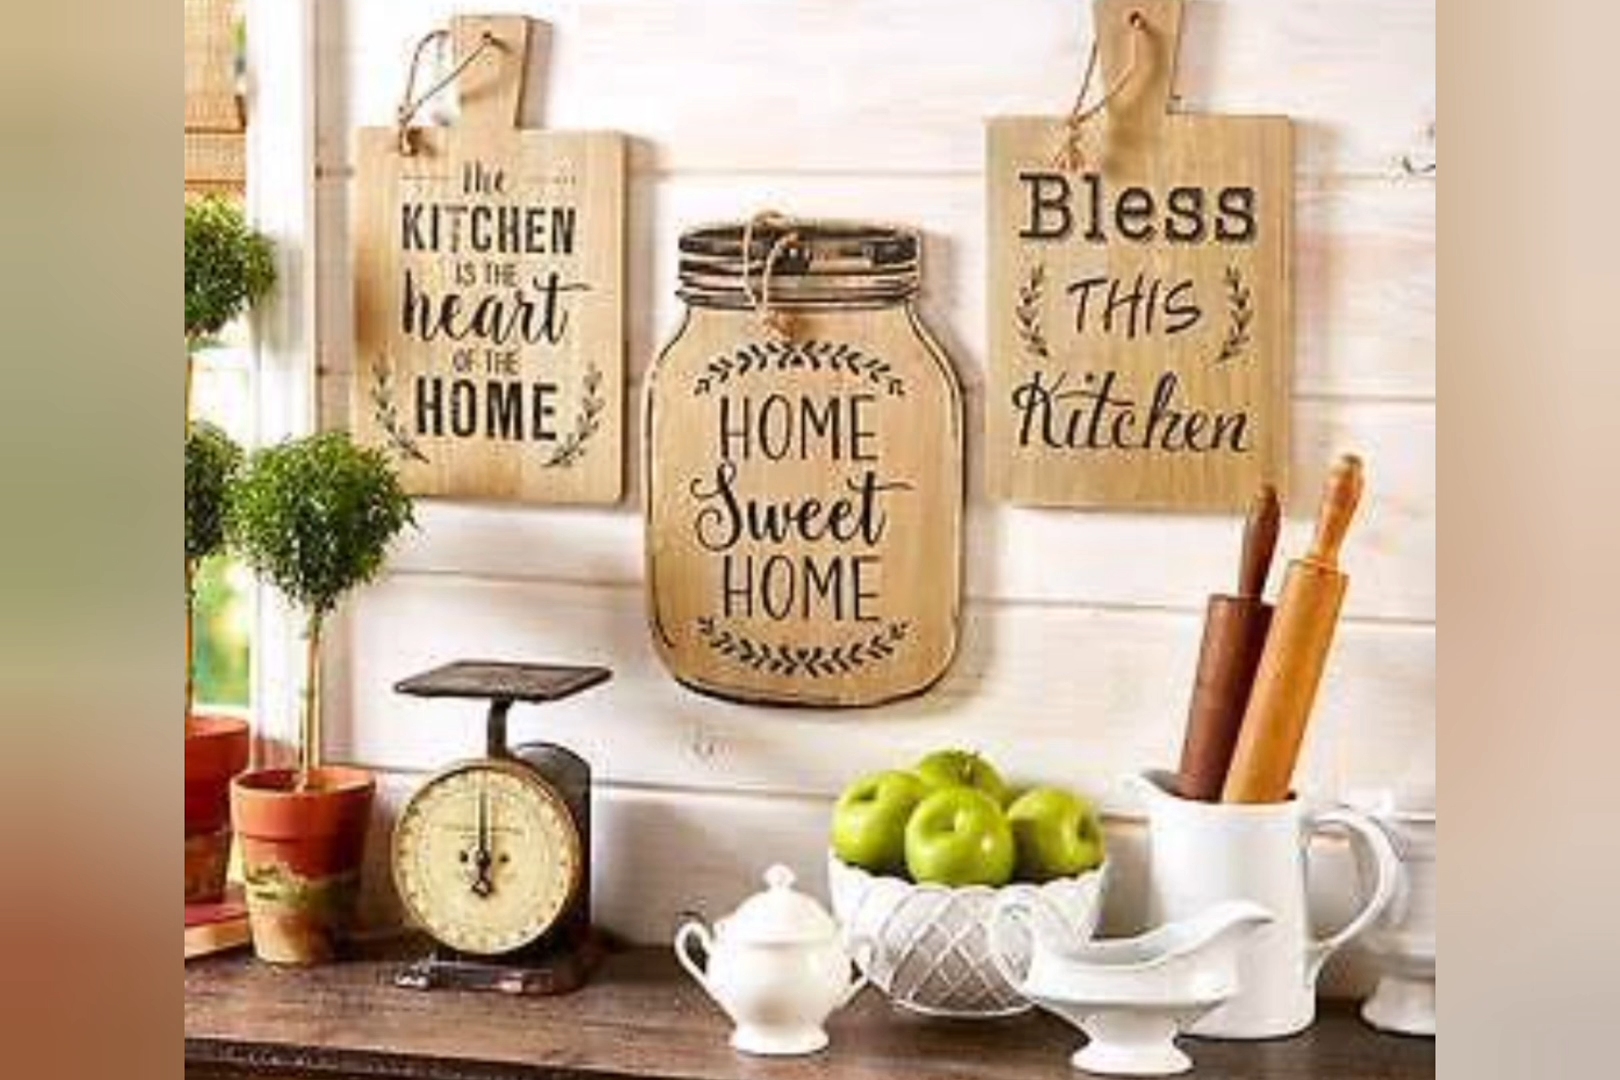 the
KITCHEN
IS THE
heart
OF THE
HOME
HOME
Sweet
HOME
Bless
THIS
Kitchen